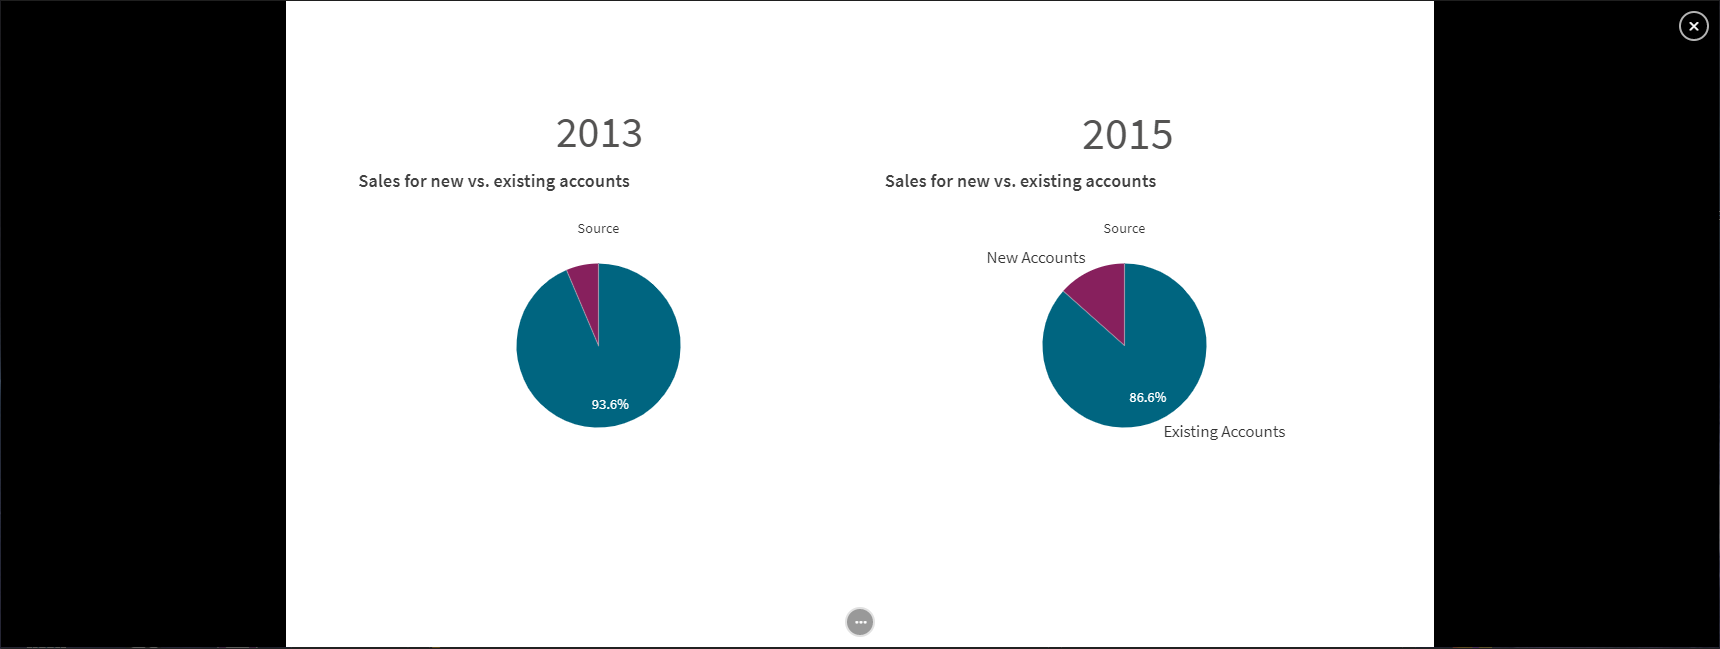 2013
Sales for new vs. existing accounts
Source
93.6%
2015
Sales for new vs. existing accounts
Source
New Accounts
86.6%
Existing Accounts